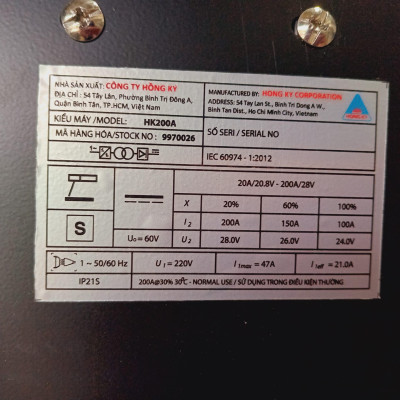 NHÀ SẢN XUẤT: CÔNG TY HỒNG KÝ
ĐỊA CHỈ : 54 Tây Lân, Phường Bình Trị Đông A,
Quận Bình Tân, TP.HCM, Việt Nam
MANUFACTURED BY: HONG KY CORPORATION
ADDRESS: 54 Tay Lan St., Binh Tri Dong A W.,
Binh Tan Dist., Ho Chi Minh City, Vietnam
HONG KY
KIỂU MÁY /MODEL: HK200A
MÃ HÀNG HÓA/STOCK NO : 9970026
SỐ SERI / SERIAL NO
1~
IEC 60974 - 1:2012
20A/20.8V - 200A/28V
X 20% 60% 100%
I2 200A 150A 100A
S U0 = 60V U2 28.0V 26.0V 24.0V
1 ~ 50/60 Hz U1 = 220V I1max = 47A I1eff = 21.0A
IP21S 200A@30% 30°C - NORMAL USE / SỬ DỤNG TRONG ĐIỀU KIỆN THƯỜNG